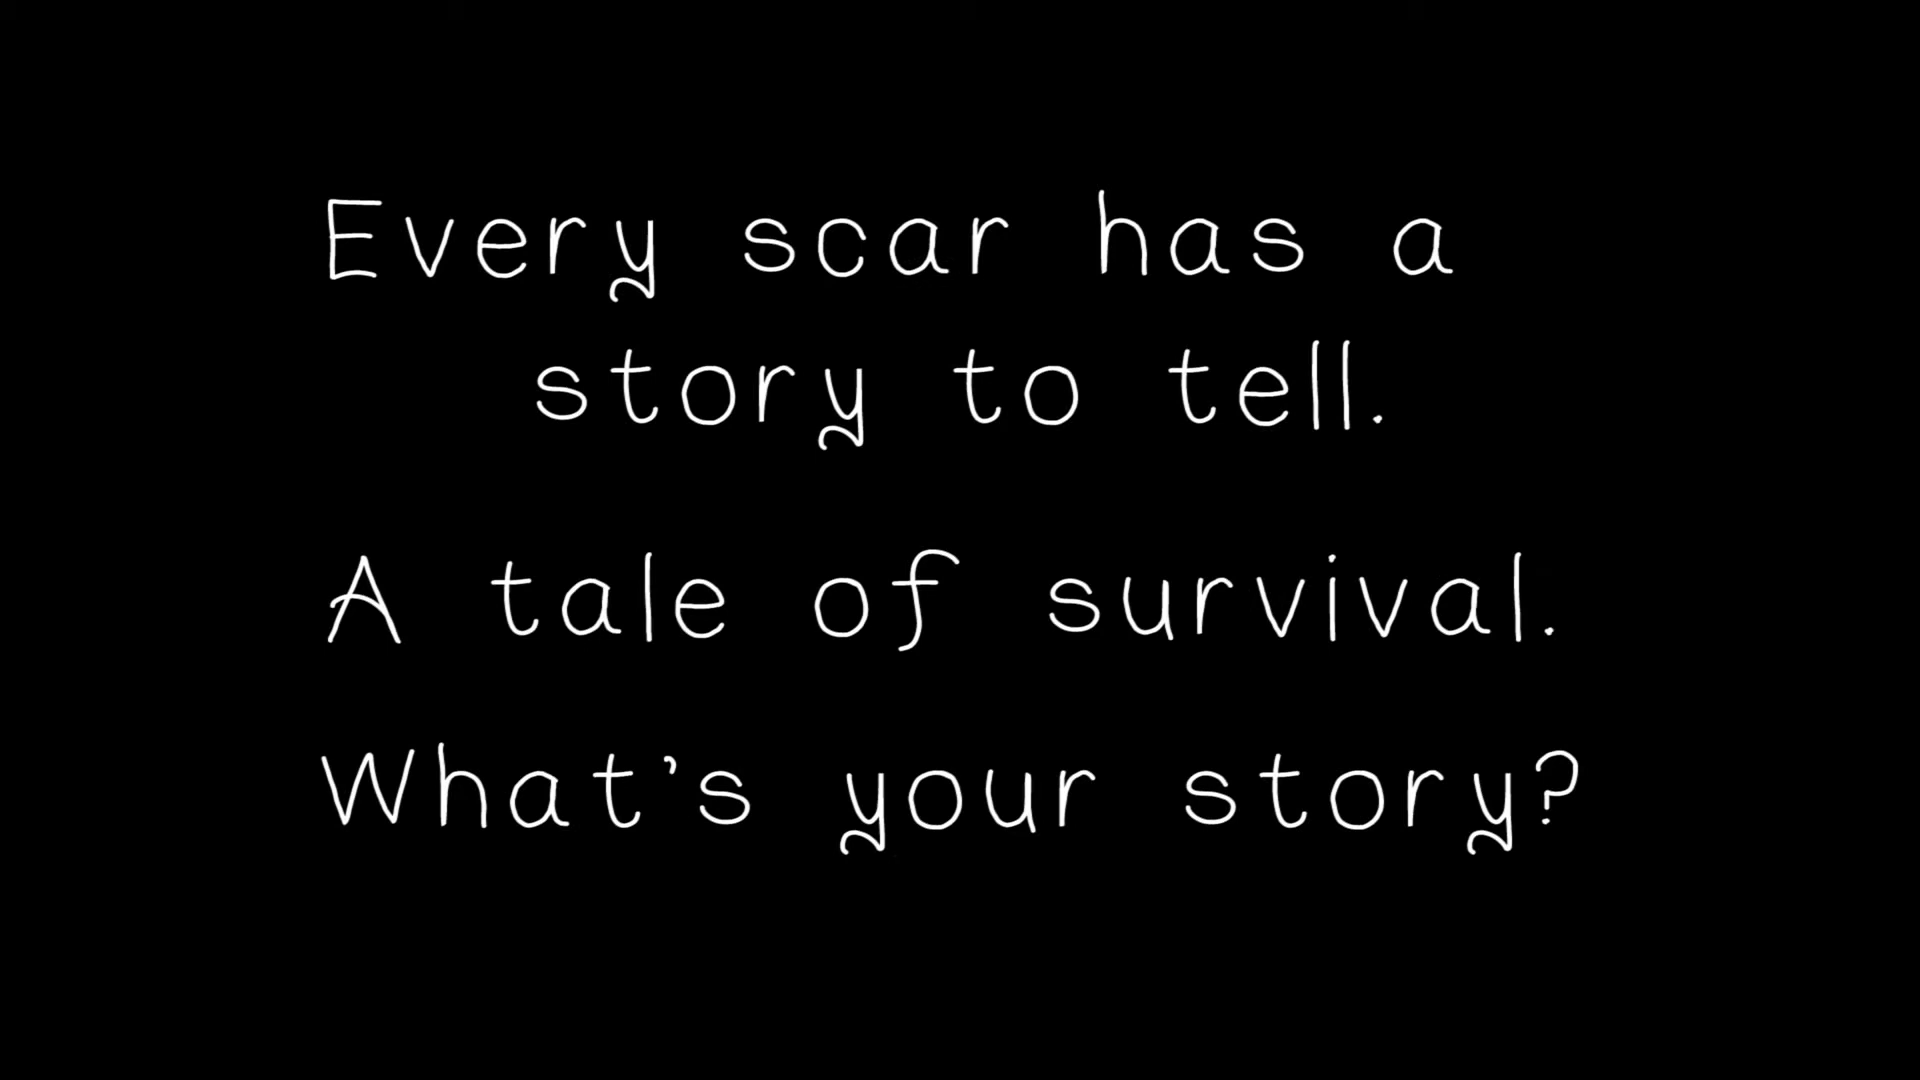 Every scar has a
story to tell.
A tale of survival.
What's your story?